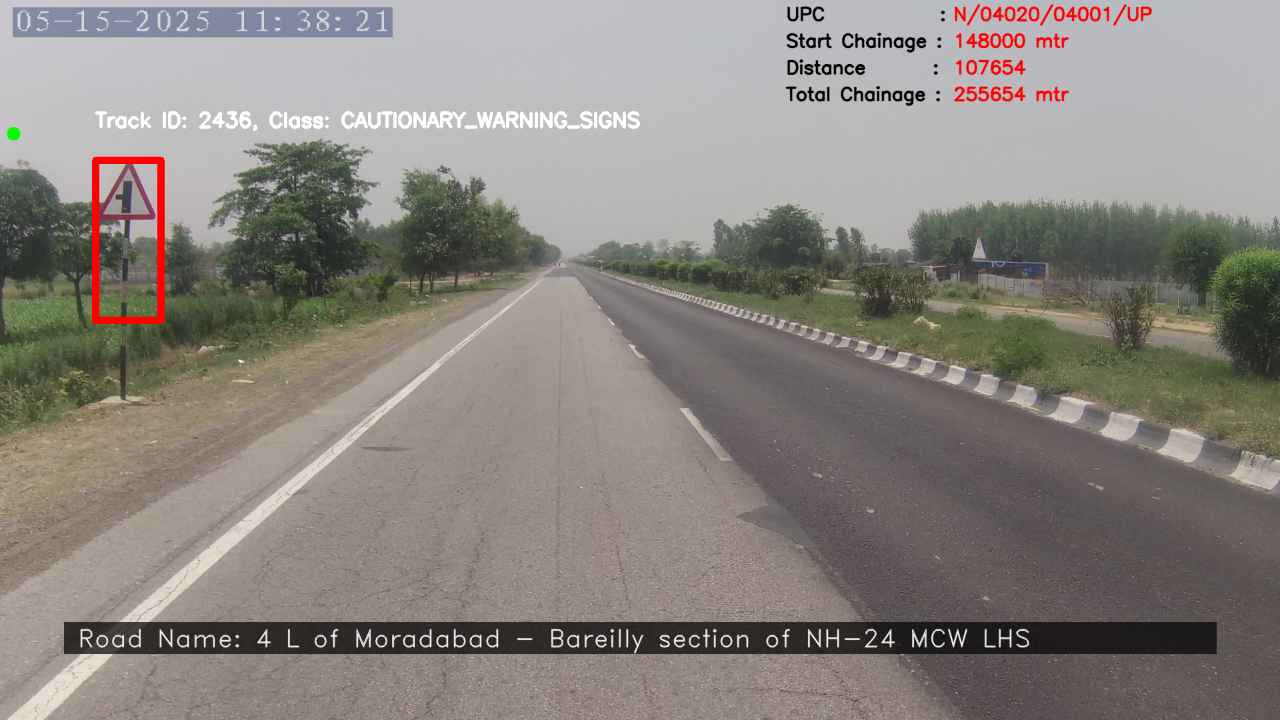 05-15-2025 11:38:21
UPC : N/04020/04001/UP
Start Chainage : 148000 mtr
Distance : 107654
Total Chainage : 255654 mtr
Track ID: 2436, Class: CAUTIONARY_WARNING_SIGNS
Road Name: 4 L of Moradabad - Bareilly section of NH-24 MCW LHS